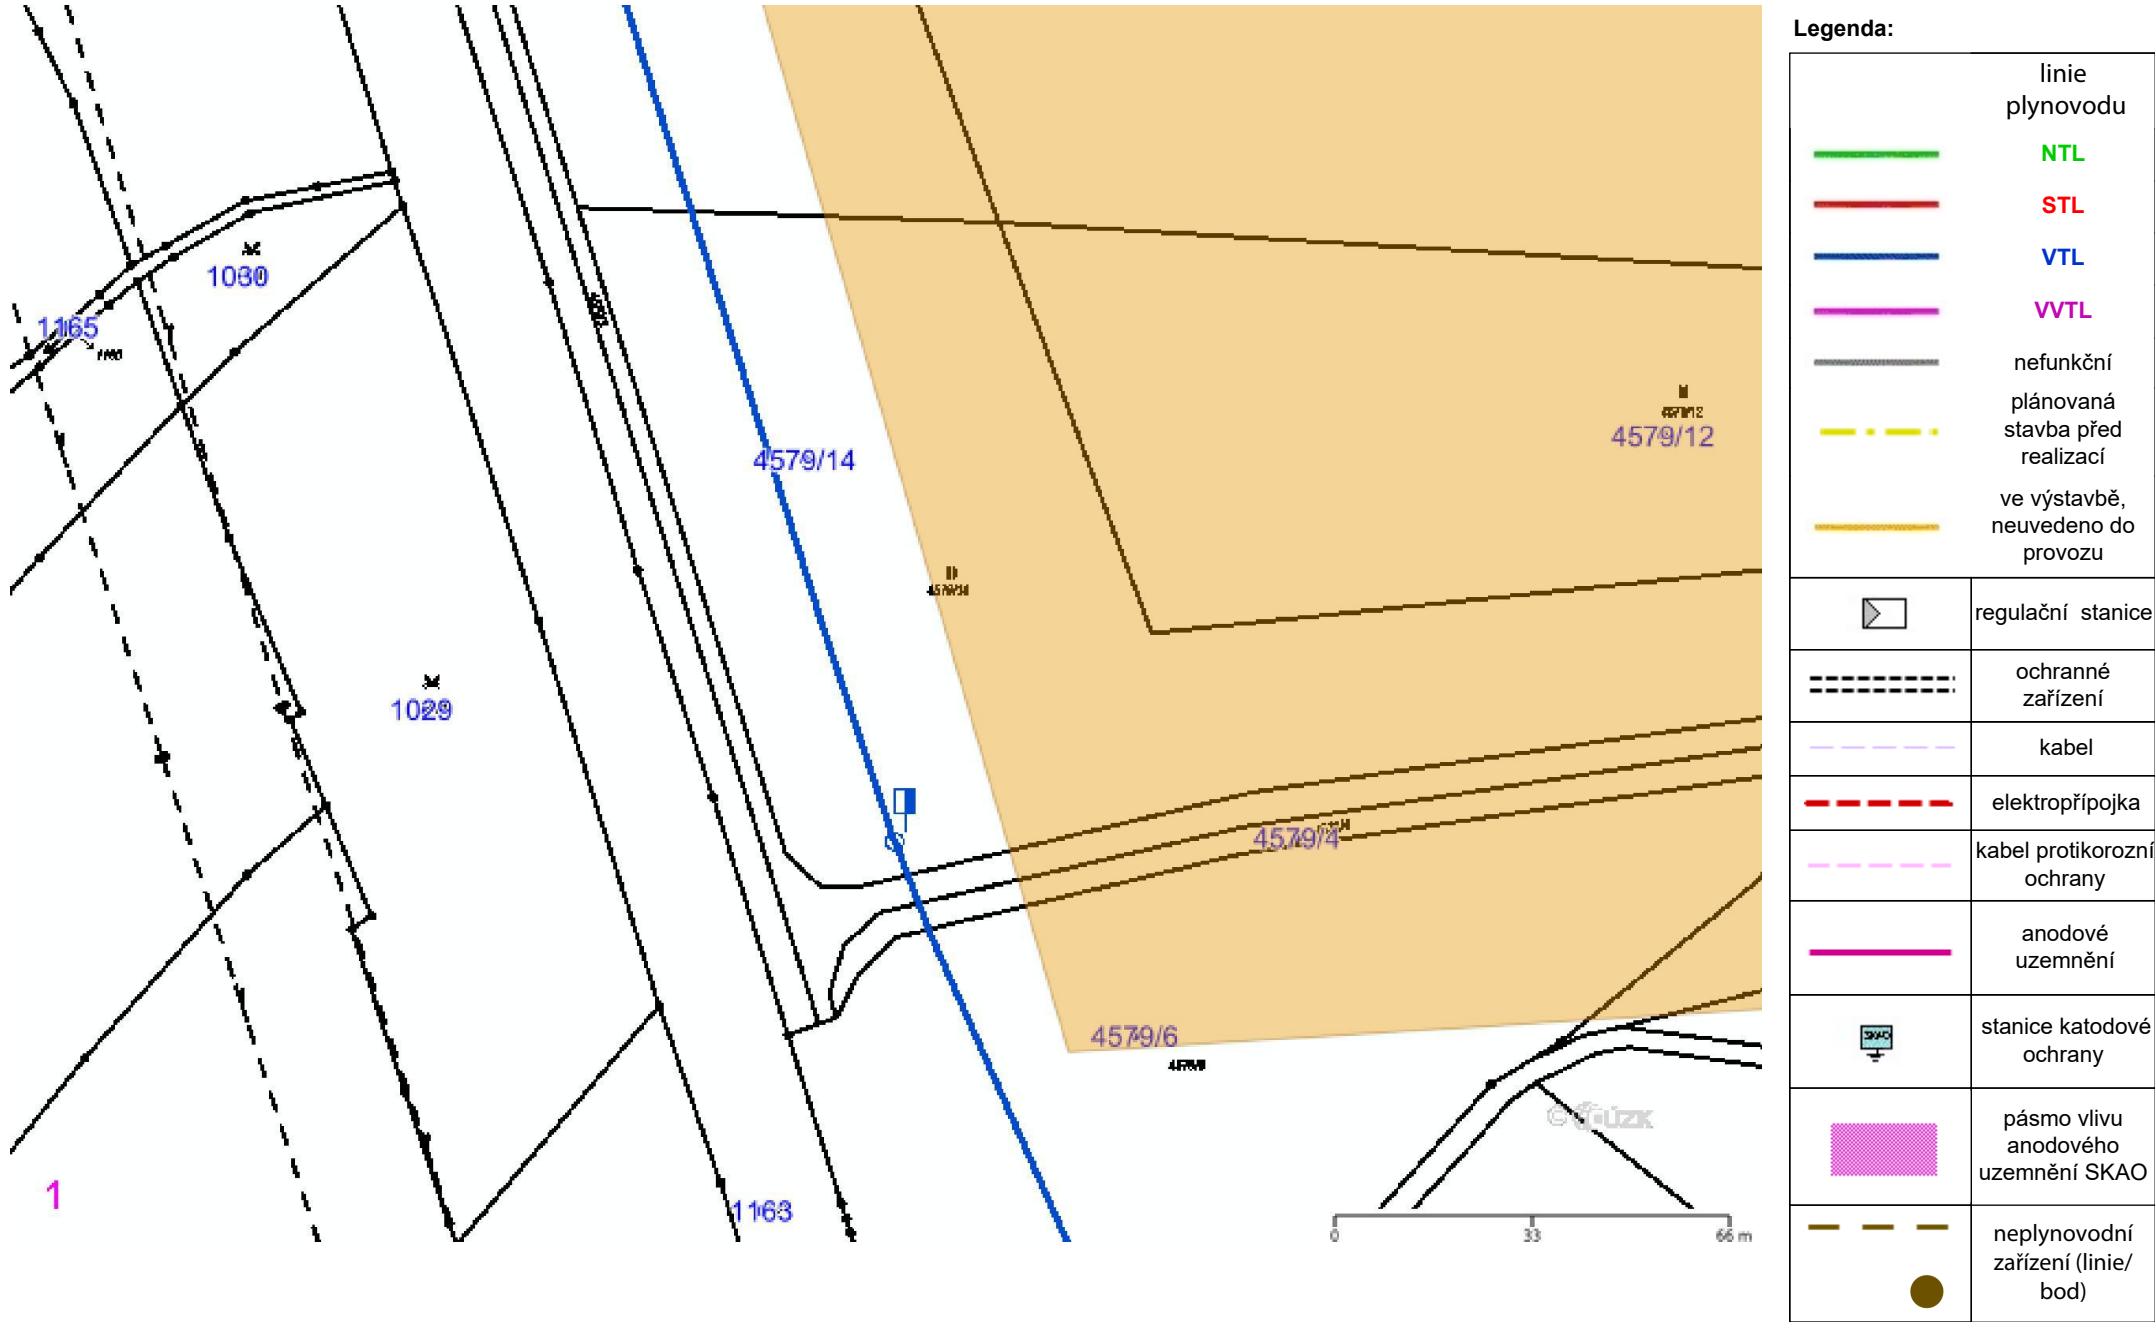 Legenda:
linie
plynovodu
NTL
STL
VTL
VVTL
nefunkční
plánovaná
stavba před
realizací
ve výstavbě,
neuvedeno do
provozu
regulační stanice
ochranné
zařízení
kabel
elektropřípojka
kabel protikorozní
ochrany
anodové
uzemnění
SKAO
stanice katodové
ochrany
pásmo vlivu
anodového
uzemnění SKAO
neplynovodní
zařízení (linie/
bod)
1030
1165
4579/14
4579/12
1029
4579/4
4579/6
1163
1
© ČÚZK
0 33 66 m